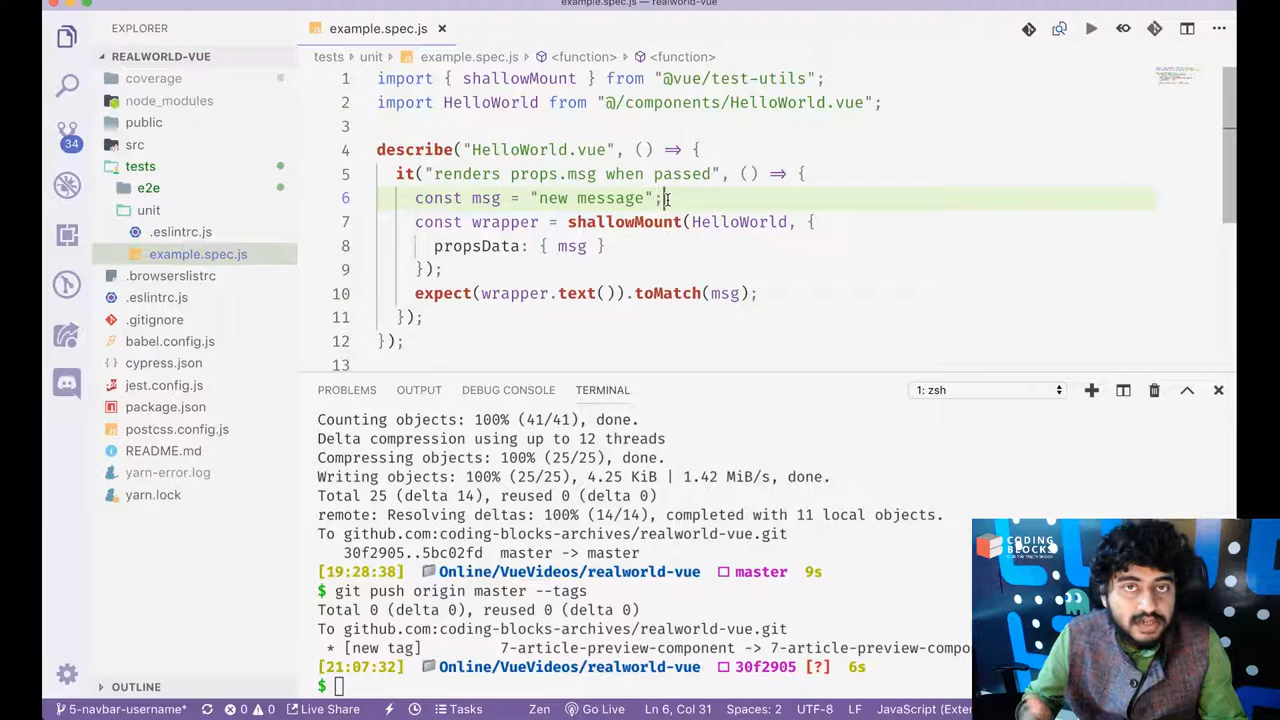 example.spec.js — realworld-vue
EXPLORER
example.spec.js
REALWORLD-VUE
coverage
node_modules
public
src
tests
e2e
unit
.eslintrc.js
example.spec.js
.browserslistrc
.eslintrc.js
.gitignore
babel.config.js
cypress.json
jest.config.js
package.json
postcss.config.js
README.md
yarn-error.log
yarn.lock
OUTLINE
34
tests › unit › example.spec.js › <function> › <function>
1 import { shallowMount } from "@vue/test-utils";
2 import HelloWorld from "@/components/HelloWorld.vue";
3
4 describe("HelloWorld.vue", () => {
5 it("renders props.msg when passed", () => {
6 const msg = "new message";
7 const wrapper = shallowMount(HelloWorld, {
8 propsData: { msg }
9 });
10 expect(wrapper.text()).toMatch(msg);
11 });
12 });
13
PROBLEMS OUTPUT DEBUG CONSOLE TERMINAL 1: zsh
Counting objects: 100% (41/41), done.
Delta compression using up to 12 threads
Compressing objects: 100% (25/25), done.
Writing objects: 100% (25/25), 4.25 KiB | 1.42 MiB/s, done.
Total 25 (delta 14), reused 0 (delta 0)
remote: Resolving deltas: 100% (14/14), completed with 11 local objects.
To github.com:coding-blocks-archives/realworld-vue.git
30f2905..5bc02fd master -> master
[19:28:38] Online/VueVideos/realworld-vue master 9s
$ git push origin master --tags
Total 0 (delta 0), reused 0 (delta 0)
To github.com:coding-blocks-archives/realworld-vue.git
* [new tag] 7-article-preview-component -> 7-article-preview-compo
[21:07:32] Online/VueVideos/realworld-vue 30f2905 [?] 6s
$
CODING
BLOCKS
5-navbar-username* 0 0 Live Share Tasks Zen Go Live Ln 6, Col 31 Spaces: 2 UTF-8 LF JavaScript